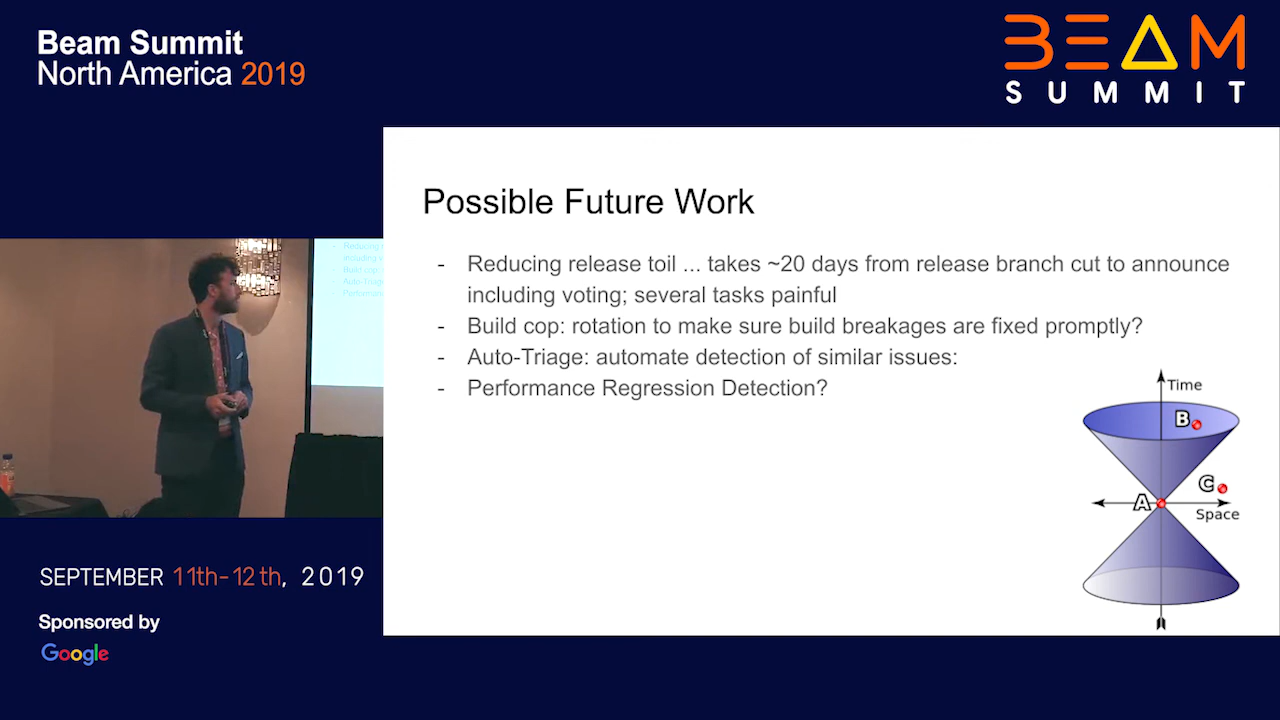 Beam Summit
North America 2019
BEAM
SUMMIT
Possible Future Work
- Reducing release toil ... takes ~20 days from release branch cut to announce
including voting; several tasks painful
- Build cop: rotation to make sure build breakages are fixed promptly?
- Auto-Triage: automate detection of similar issues:
- Performance Regression Detection?
Time
B
C
A
Space
SEPTEMBER 11th-12th, 2019
Sponsored by
Google